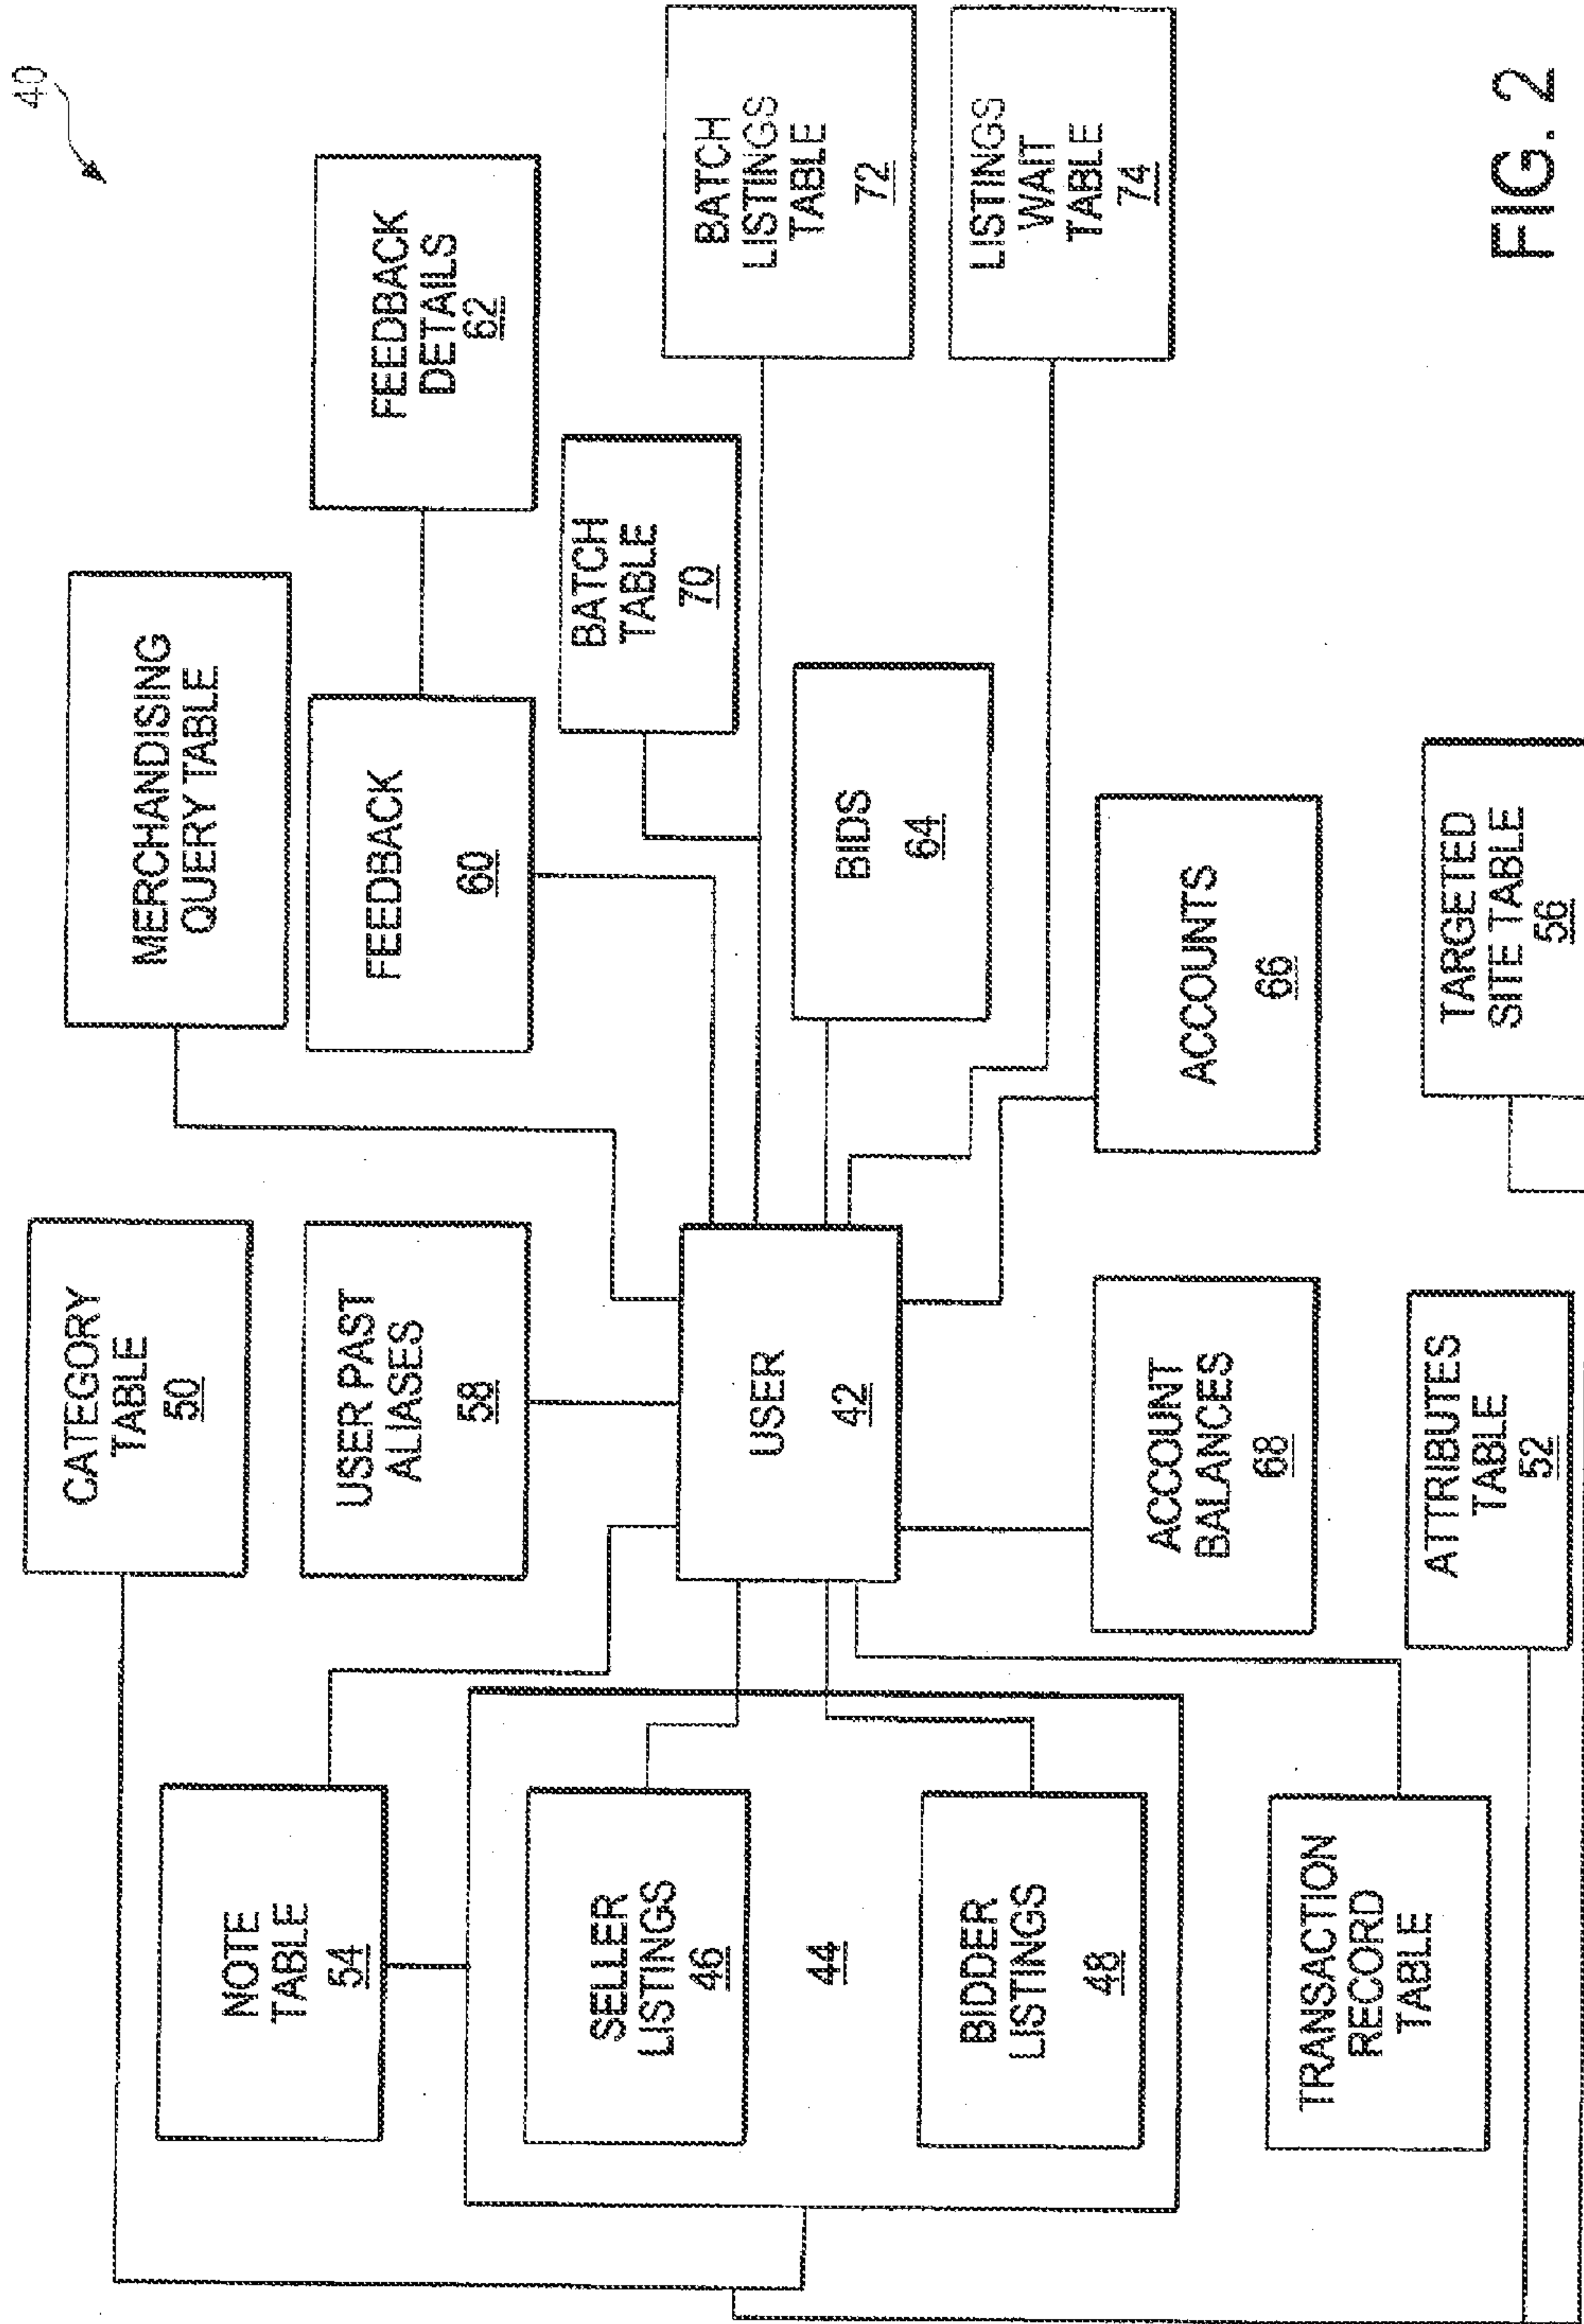 40
CATEGORY
TABLE
50
MERCHANDISING
QUERY TABLE
NOTE
TABLE
54
USER PAST
ALIASES
58
FEEDBACK
60
FEEDBACK
DETAILS
62
BATCH
TABLE
70
SELLER
LISTINGS
46
44
BIDDER
LISTINGS
48
USER
42
BATCH
LISTINGS
TABLE
72
BIDS
64
LISTINGS
WAIT
TABLE
74
TRANSACTION
RECORD
TABLE
ACCOUNT
BALANCES
68
ACCOUNTS
66
ATTRIBUTES
TABLE
52
TARGETED
SITE TABLE
56
FIG. 2